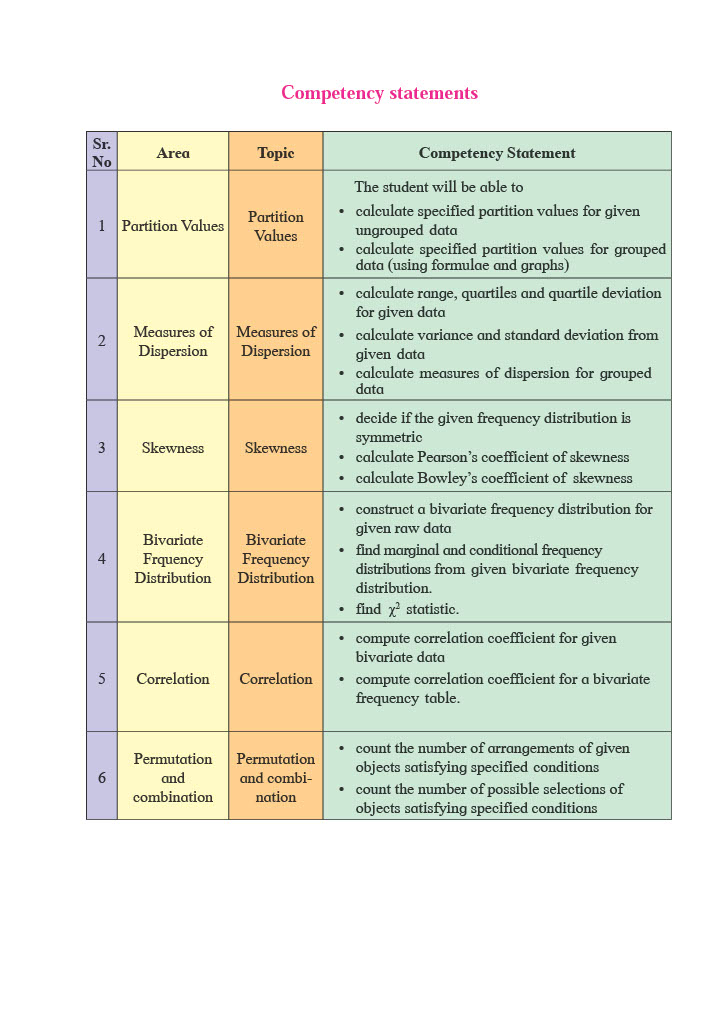 Competency statements
Sr.
No
Area
Topic
Competency Statement
1
Partition Values
Partition
Values
The student will be able to
• calculate specified partition values for given
ungrouped data
• calculate specified partition values for grouped
data (using formulae and graphs)
2
Measures of
Dispersion
Measures of
Dispersion
• calculate range, quartiles and quartile deviation
for given data
• calculate variance and standard deviation from
given data
• calculate measures of dispersion for grouped
data
3
Skewness
Skewness
• decide if the given frequency distribution is
symmetric
• calculate Pearson's coefficient of skewness
• calculate Bowley's coefficient of skewness
4
Bivariate
Frquency
Distribution
Bivariate
Frequency
Distribution
• construct a bivariate frequency distribution for
given raw data
• find marginal and conditional frequency
distributions from given bivariate frequency
distribution.
• find χ² statistic.
5
Correlation
Correlation
• compute correlation coefficient for given
bivariate data
• compute correlation coefficient for a bivariate
frequency table.
6
Permutation
and
combination
Permutation
and combi-
nation
• count the number of arrangements of given
objects satisfying specified conditions
• count the number of possible selections of
objects satisfying specified conditions